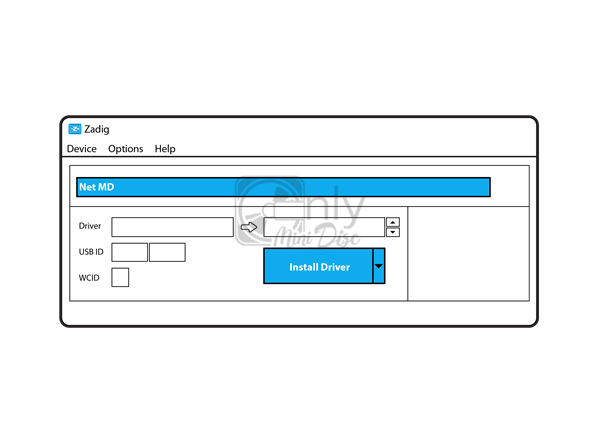 Zadig
Device Options Help
Net MD
Only
Mini Disc
Driver
USB ID
Install Driver
WCID